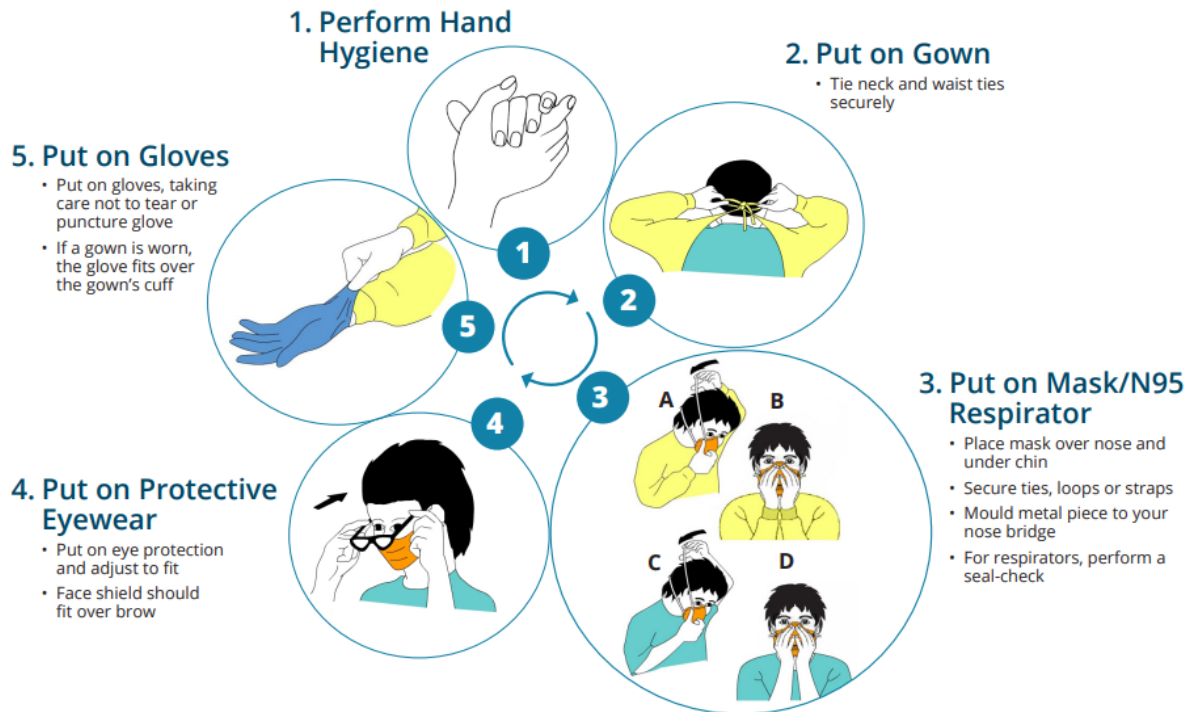 1. Perform Hand
Hygiene
1
2. Put on Gown
• Tie neck and waist ties
securely
2
3. Put on Mask/N95
Respirator
• Place mask over nose and
under chin
• Secure ties, loops or straps
• Mould metal piece to your
nose bridge
• For respirators, perform a
seal-check
3
A
B
C
D
4. Put on Protective
Eyewear
• Put on eye protection
and adjust to fit
• Face shield should
fit over brow
4
5. Put on Gloves
• Put on gloves, taking
care not to tear or
puncture glove
• If a gown is worn,
the glove fits over
the gown's cuff
5